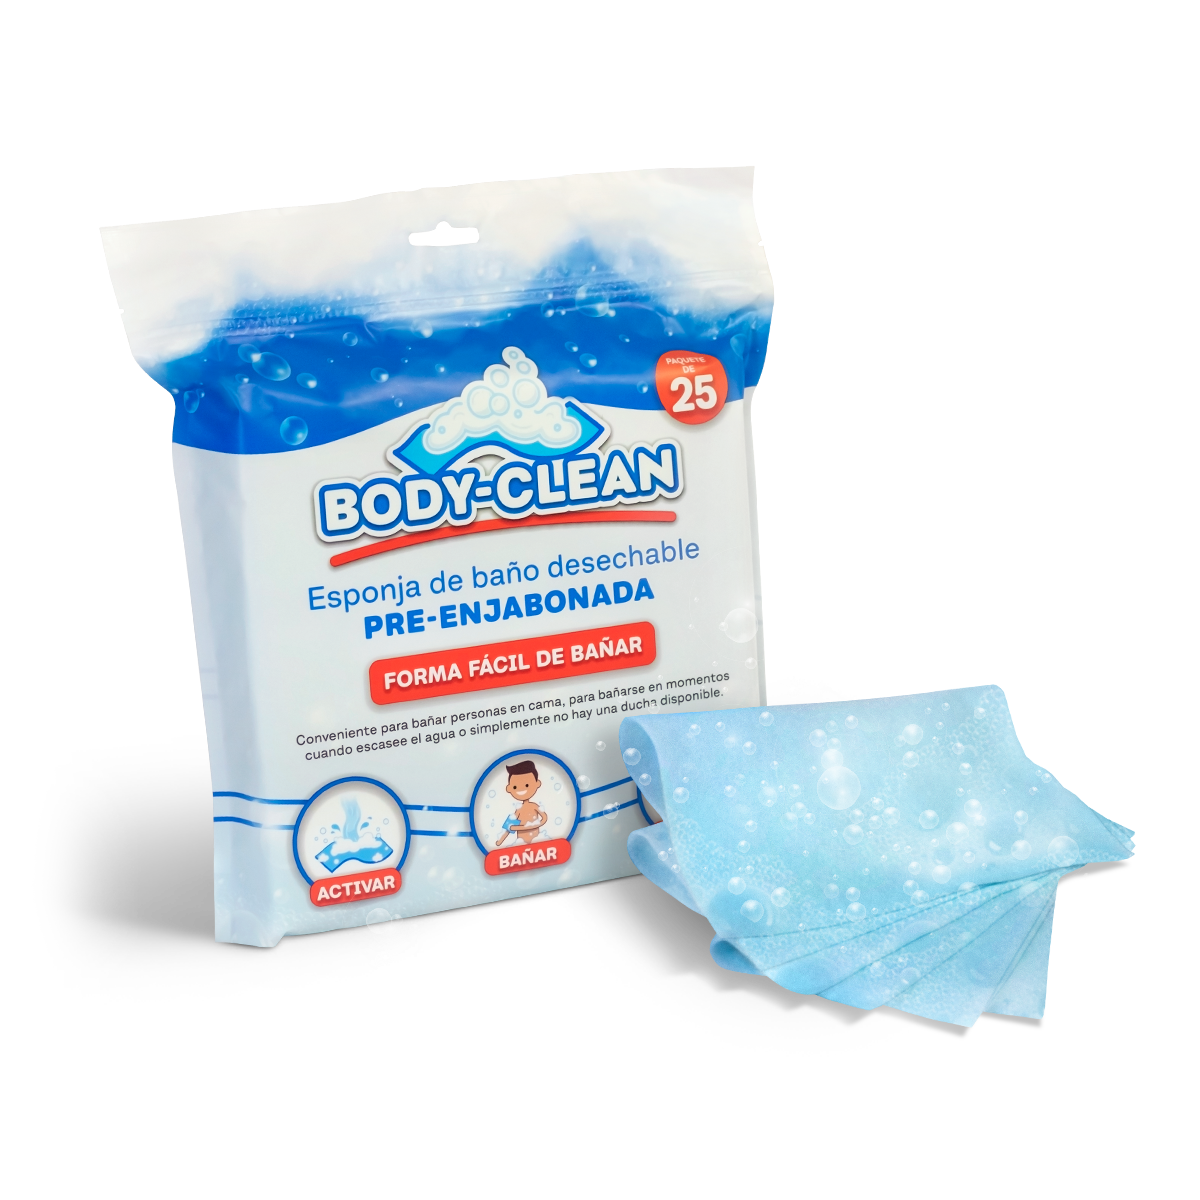 PAQUETE
DE
25
BODY-CLEAN
Esponja de baño desechable
PRE-ENJABONADA
FORMA FÁCIL DE BAÑAR
Conveniente para bañar personas en cama, para bañarse en momentos
cuando escasee el agua o simplemente no hay una ducha disponible.
ACTIVAR
BAÑAR